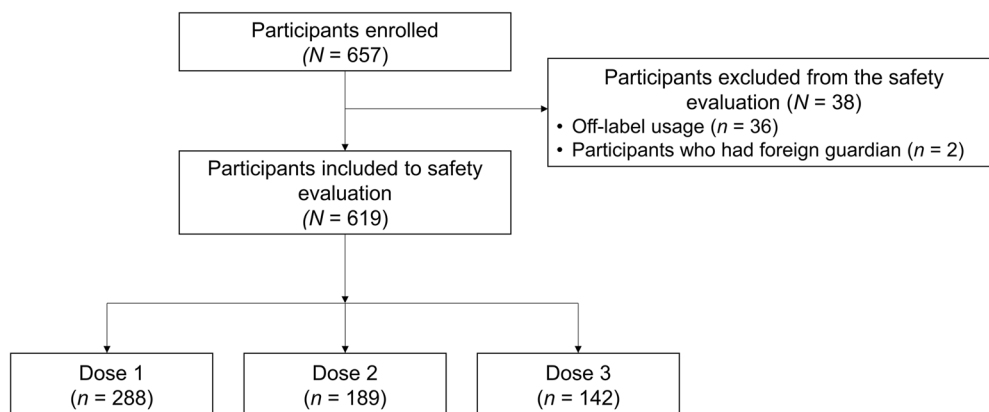 Participants enrolled
(N = 657)
Participants excluded from the safety
evaluation (N = 38)
• Off-label usage (n = 36)
• Participants who had foreign guardian (n = 2)
Participants included to safety
evaluation
(N = 619)
Dose 1
(n = 288)
Dose 2
(n = 189)
Dose 3
(n = 142)